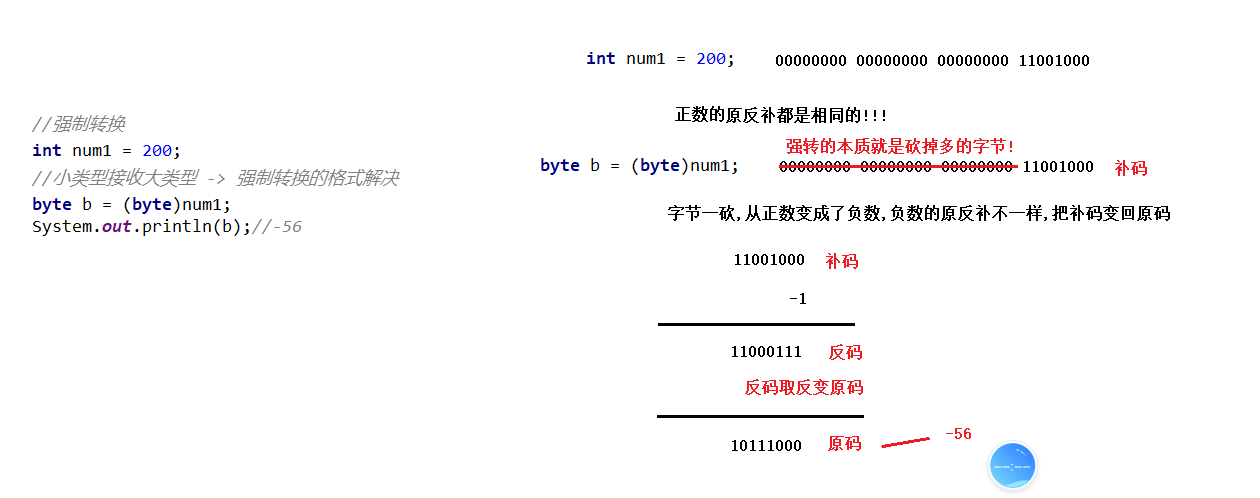 //强制转换
int num1 = 200;
//小类型接收大类型 -> 强制转换的格式解决
byte b = (byte)num1;
System.out.println(b);//-56
int num1 = 200; 00000000 00000000 00000000 11001000
正数的原反补都是相同的!!!
强转的本质就是砍掉多的字节!
byte b = (byte)num1; 00000000 00000000 00000000 11001000 补码
字节一砍,从正数变成了负数,负数的原反补不一样,把补码变回原码
11001000 补码
-1
11000111 反码
反码取反变原码
10111000 原码 -56
--:--